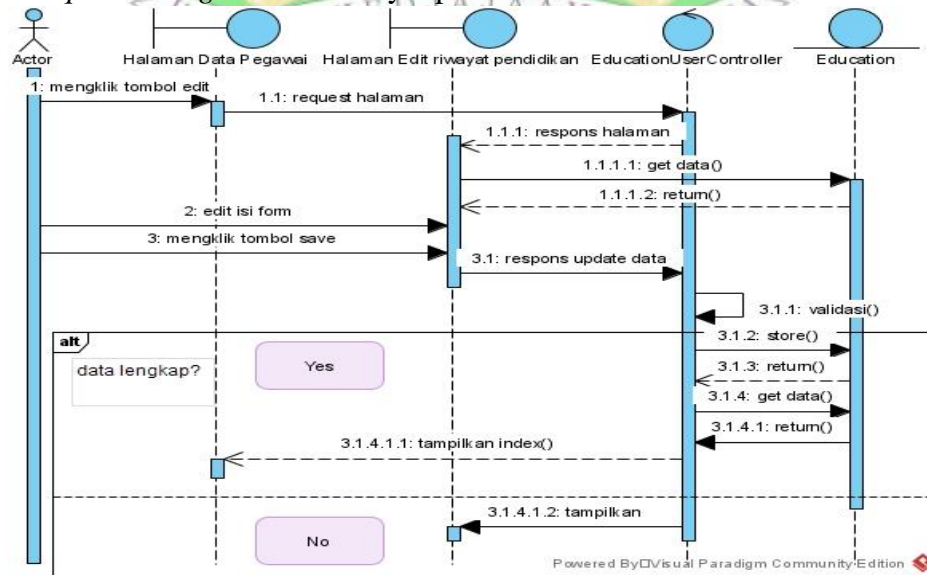 Actor
Halaman Data Pegawai
Halaman Edit riwayat pendidikan
EducationUserController
Education
1: mengklik tombol edit
1.1: request halaman
1.1.1: respons halaman
1.1.1.1: get data()
1.1.1.2: return()
2: edit isi form
3: mengklik tombol save
3.1: respons update data
3.1.1: validasi()
alt
3.1.2: store()
data lengkap?
Yes
3.1.3: return()
3.1.4: get data()
3.1.4.1: return()
3.1.4.1.1: tampilkan index()
3.1.4.1.2: tampilkan
No
Powered By Visual Paradigm Community Edition